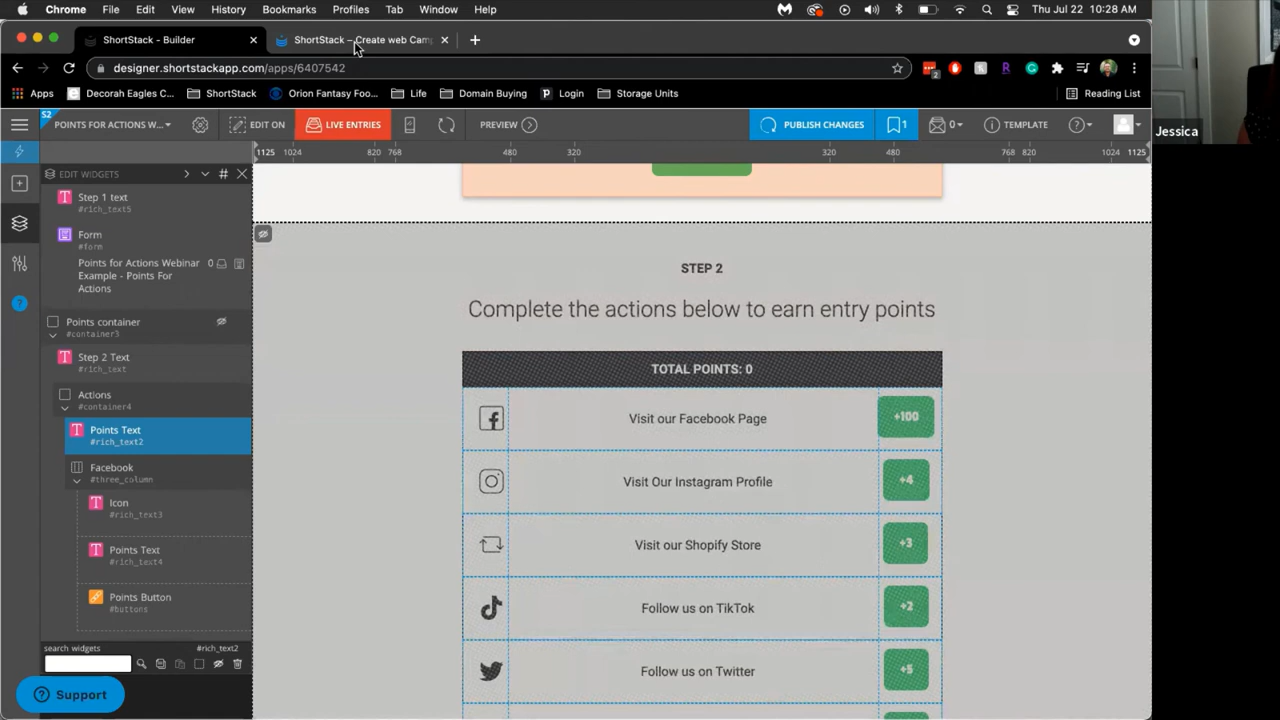 Chrome File Edit View History Bookmarks Profiles Tab Window Help Thu Jul 22 10:28 AM
ShortStack - Builder ShortStack – Create web Camp
designer.shortstackapp.com/apps/6407542
Apps Decorah Eagles C... ShortStack Orion Fantasy Foo... Life Domain Buying Login Storage Units Reading List
S2 POINTS FOR ACTIONS W... EDIT ON LIVE ENTRIES PREVIEW PUBLISH CHANGES 1 0 TEMPLATE
1125 1024 820 768 480 320 320 480 768 820 1024 1125
EDIT WIDGETS
Step 1 text
#rich_text5
Form
#form
Points for Actions Webinar
Example - Points For
Actions
0
Points container
#container3
Step 2 Text
#rich_text
Actions
#container4
Points Text
#rich_text2
Facebook
#three_column
Icon
#rich_text3
Points Text
#rich_text4
Points Button
#buttons
search widgets #rich_text2
Support
STEP 2
Complete the actions below to earn entry points
TOTAL POINTS: 0
Visit our Facebook Page +100
Visit Our Instagram Profile +4
Visit our Shopify Store +3
Follow us on TikTok +2
Follow us on Twitter +5
Jessica